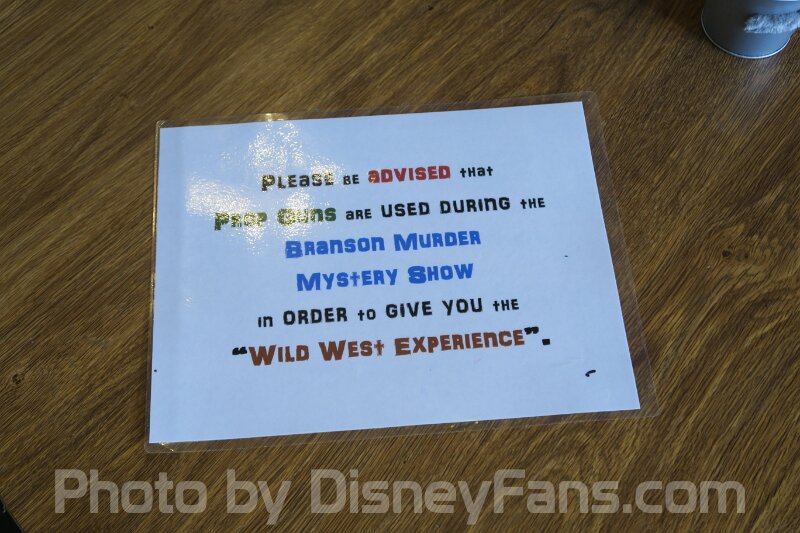 Please be advised that
Prop Guns are used during the
Branson Murder
Mystery Show
in order to give you the
“Wild West Experience”.
Photo by DisneyFans.com